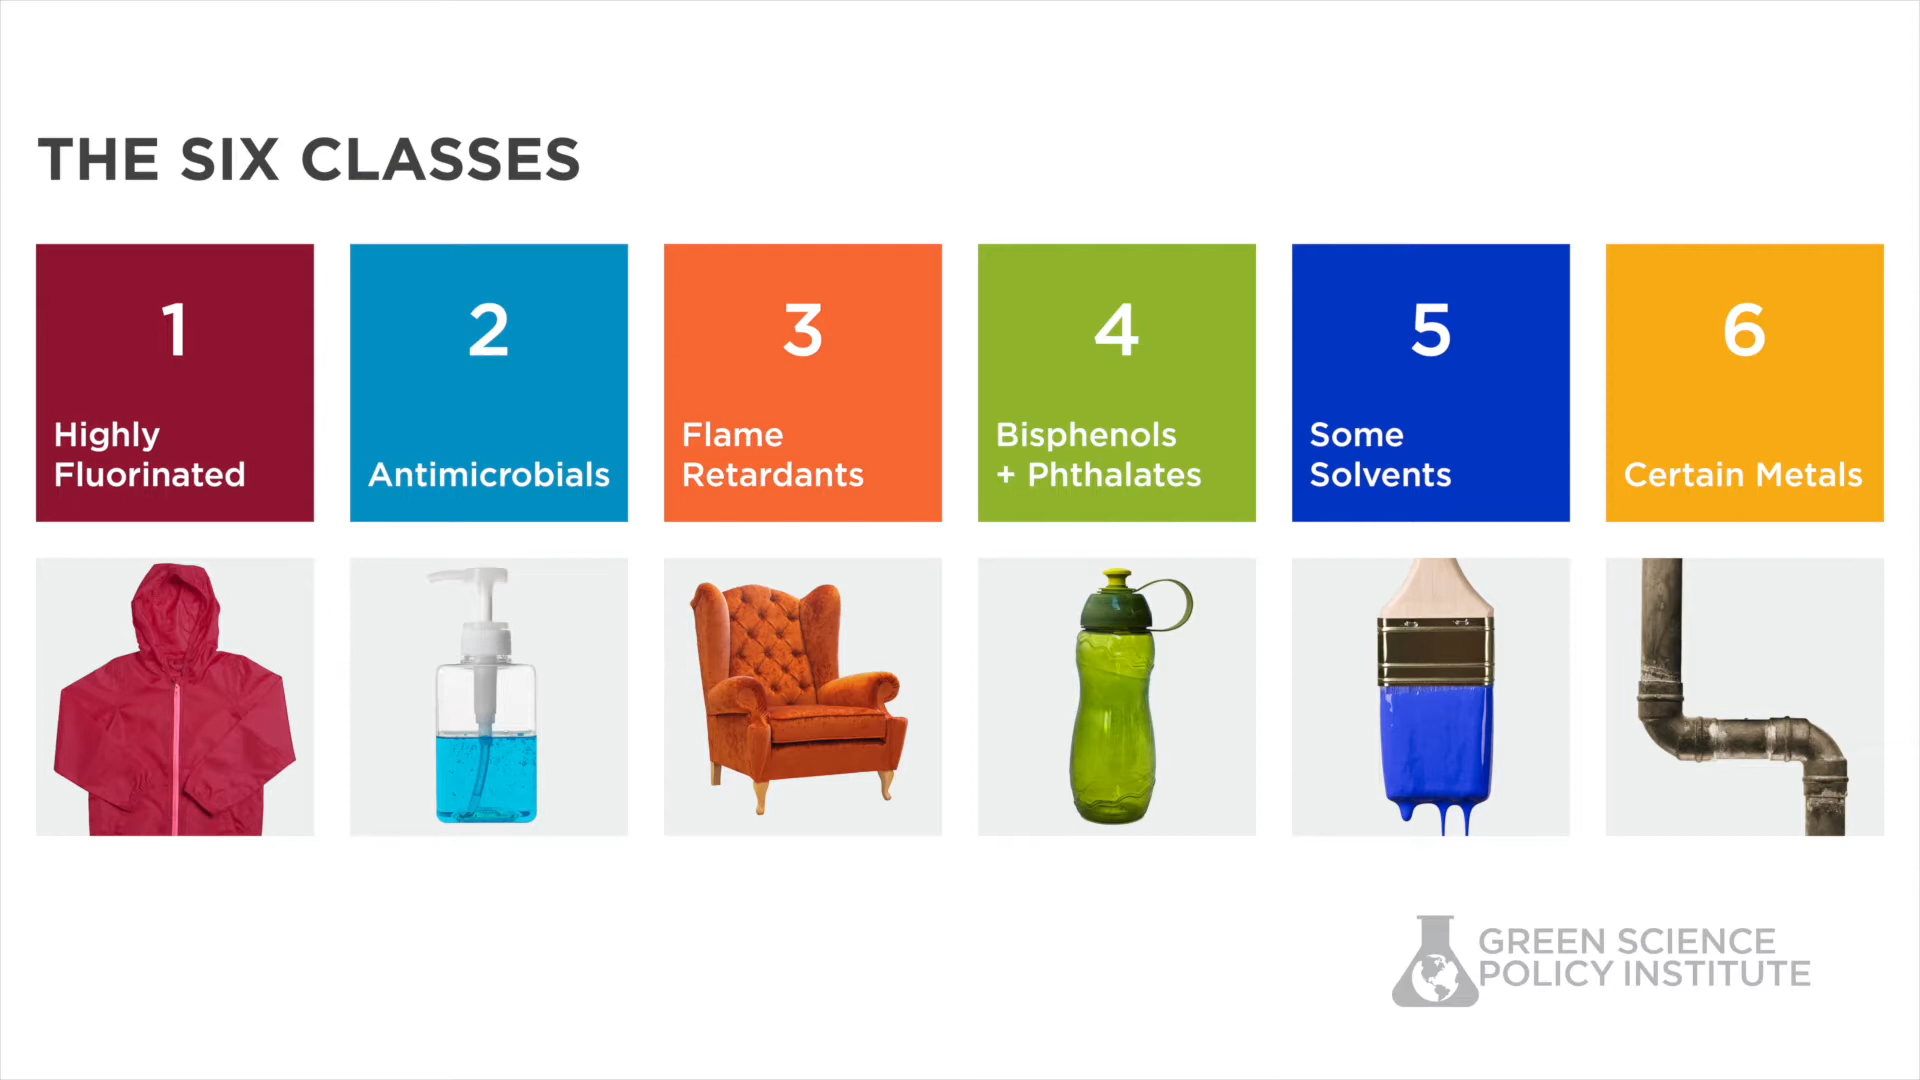 THE SIX CLASSES
1
Highly
Fluorinated
2
Antimicrobials
3
Flame
Retardants
4
Bisphenols
+ Phthalates
5
Some
Solvents
6
Certain Metals
GREEN SCIENCE
POLICY INSTITUTE